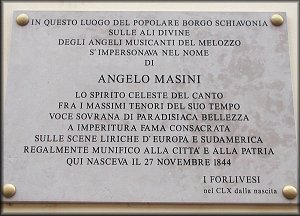 IN QUESTO LUOGO DEL POPOLARE BORGO SCHIAVONIA
SULLE ALI DIVINE
DEGLI ANGELI MUSICANTI DEL MELOZZO
S'IMPERSONAVA NEL NOME
DI
ANGELO MASINI
LO SPIRITO CELESTE DEL CANTO
FRA I MASSIMI TENORI DEL SUO TEMPO
VOCE SOVRANA DI PARADISIACA BELLEZZA
A IMPERITURA FAMA CONSACRATA
SULLE SCENE LIRICHE D'EUROPA E SUDAMERICA
REGALMENTE MUNIFICO ALLA CITTÀ E ALLA PATRIA
QUI NASCEVA IL 27 NOVEMBRE 1844
I FORLIVESI
nel CLX dalla nascita